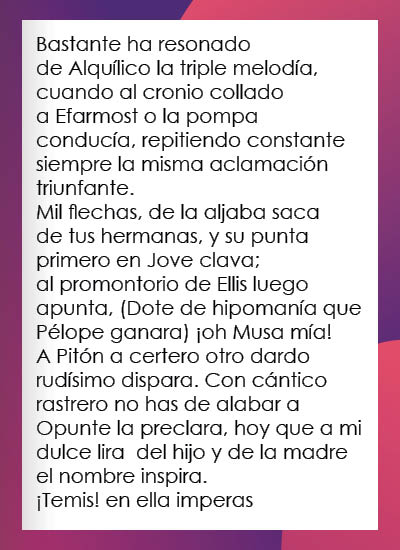 Bastante ha resonado
de Alquílico la triple melodía,
cuando al cronio collado
a Efarmost o la pompa
conducía, repitiendo constante
siempre la misma aclamación
triunfante.
Mil flechas, de la aljaba saca
de tus hermanas, y su punta
primero en Jove clava;
al promontorio de Ellis luego
apunta, (Dote de hipomanía que
Pélope ganara) ¡oh Musa mía!
A Pitón a certero otro dardo
rudísimo dispara. Con cántico
rastrero no has de alabar a
Opunte la preclara, hoy que a mi
dulce lira del hijo y de la madre
el nombre inspira.
¡Temis! en ella imperas